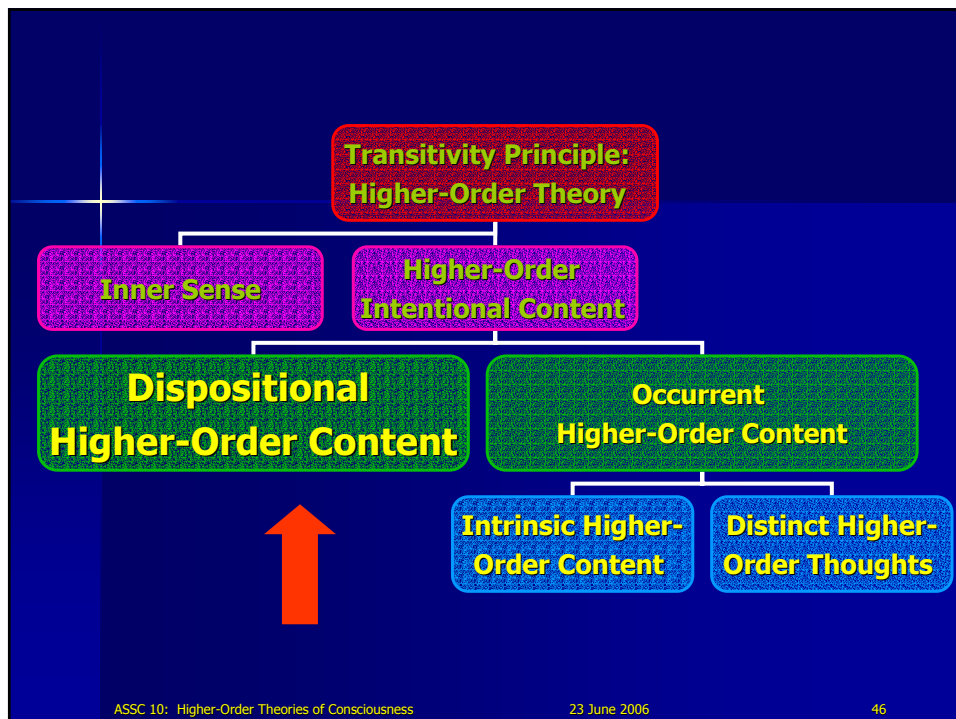 Transitivity Principle:
Higher-Order Theory
Inner Sense
Higher-Order
Intentional Content
Dispositional
Higher-Order Content
Occurrent
Higher-Order Content
Intrinsic Higher-
Order Content
Distinct Higher-
Order Thoughts
ASSC 10: Higher-Order Theories of Consciousness 23 June 2006 46